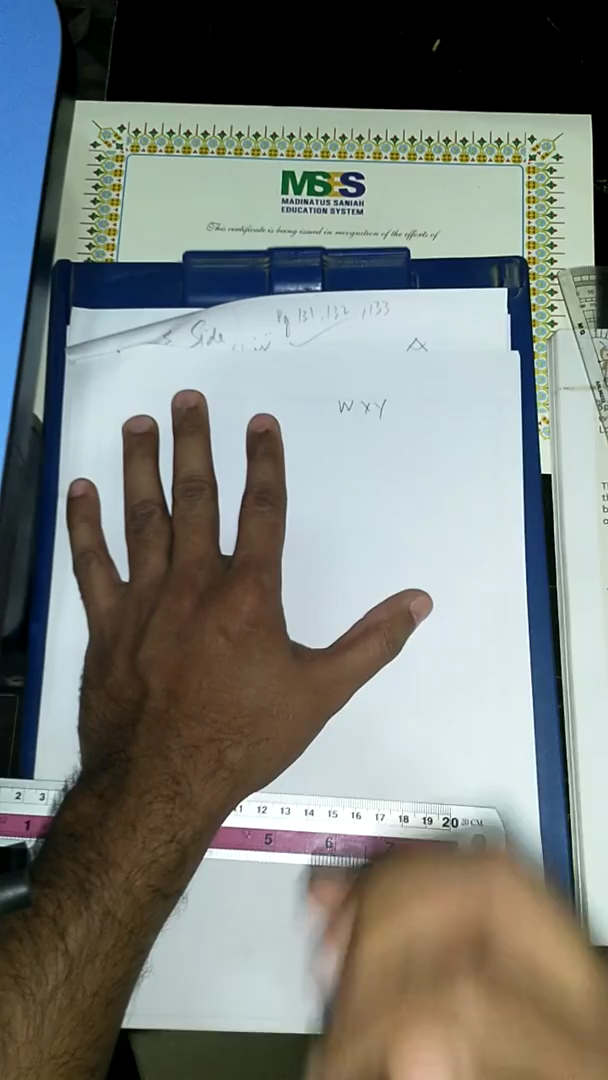 MSES
MADINATUS SANIAH
EDUCATION SYSTEM
This certificate is being issued in recognition of the efforts of
Pg 131, 132, 133
Side
A
W X Y
2 3
11 12 13 14 15 16 17 18 19 20 20 CM.
1 5 6 7